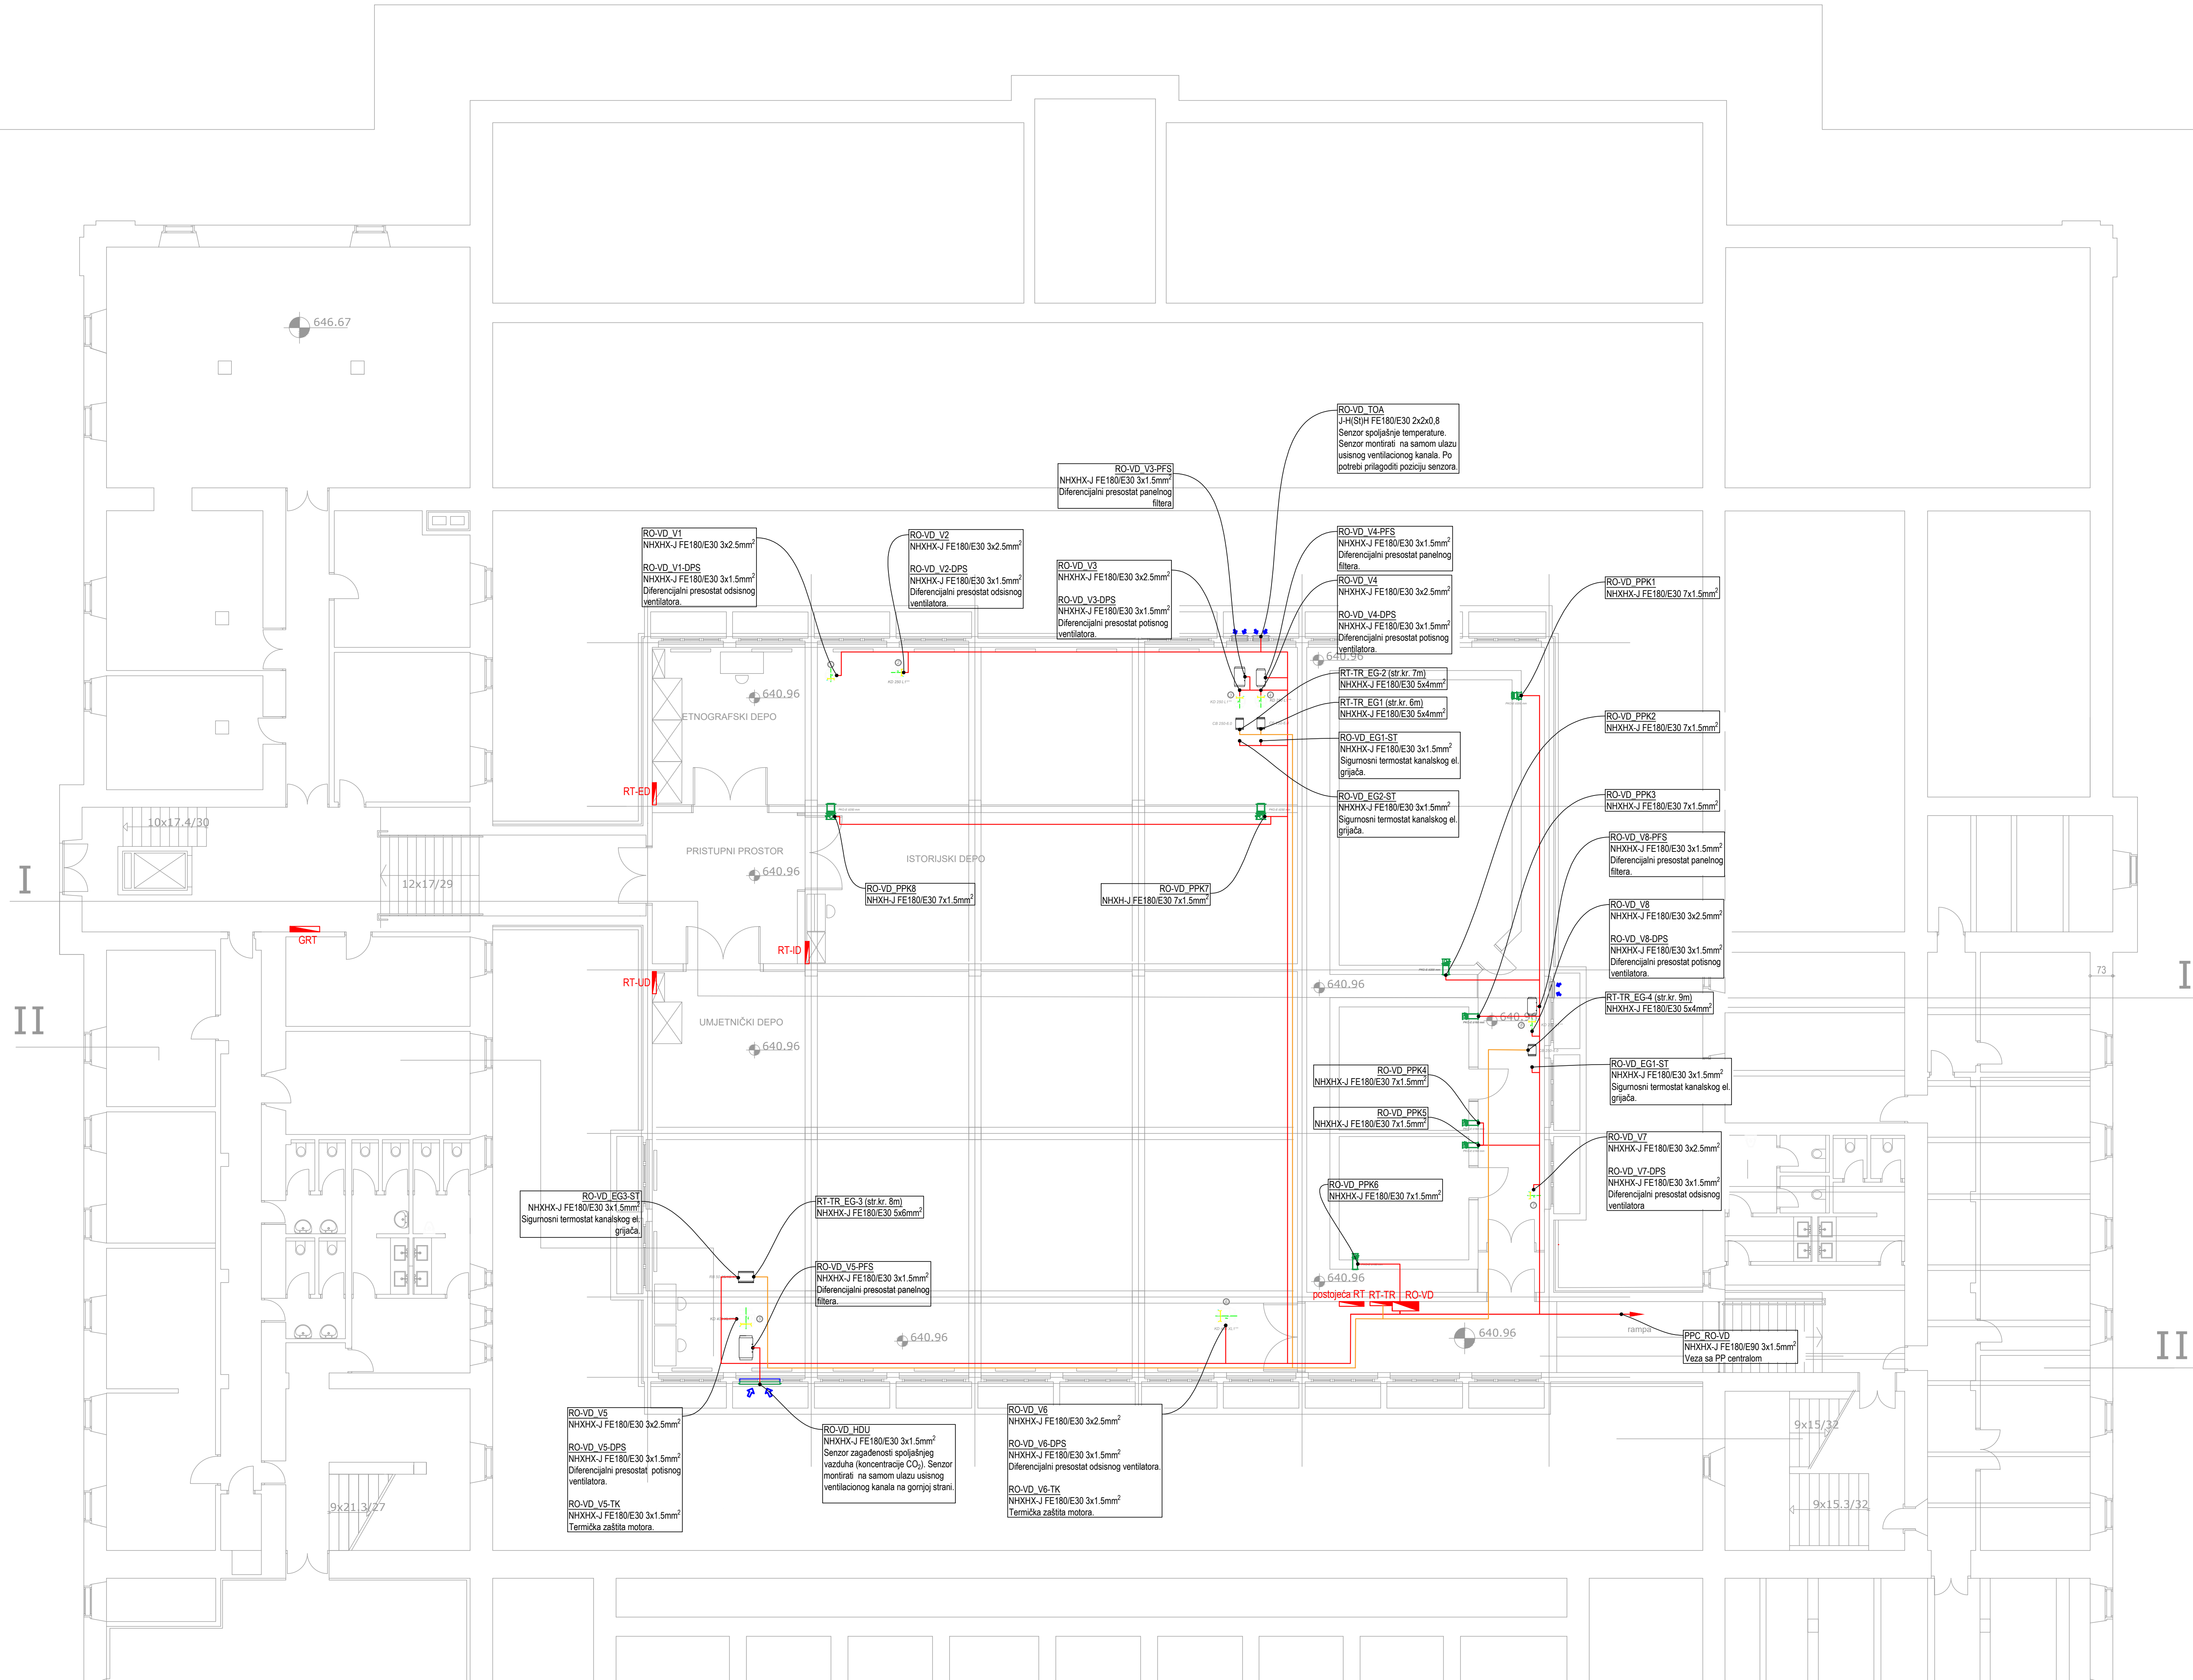 646.67
RO-VD_TOA
J-H(St)H FE180/E30 2x2x0,8
Senzor spoljašnje temperature.
Senzor montirati na samom ulazu
usisnog ventilacionog kanala. Po
potrebi prilagoditi poziciju senzora.
RO-VD_V3-PFS
NHXHX-J FE180/E30 3x1.5mm²
Diferencijalni presostat panelnog
filtera
RO-VD_V1
NHXHX-J FE180/E30 3x2.5mm²
RO-VD_V1-DPS
NHXHX-J FE180/E30 3x1.5mm²
Diferencijalni presostat odsisnog
ventilatora.
RO-VD_V2
NHXHX-J FE180/E30 3x2.5mm²
RO-VD_V2-DPS
NHXHX-J FE180/E30 3x1.5mm²
Diferencijalni presostat odsisnog
ventilatora.
RO-VD_V3
NHXHX-J FE180/E30 3x2.5mm²
RO-VD_V3-DPS
NHXHX-J FE180/E30 3x1.5mm²
Diferencijalni presostat potisnog
ventilatora.
RO-VD_V4-PFS
NHXHX-J FE180/E30 3x1.5mm²
Diferencijalni presostat panelnog
filtera.
RO-VD_V4
NHXHX-J FE180/E30 3x2.5mm²
RO-VD_V4-DPS
NHXHX-J FE180/E30 3x1.5mm²
Diferencijalni presostat potisnog
ventilatora.
RO-VD_PPK1
NHXHX-J FE180/E30 7x1.5mm²
640.96
RT-TR_EG-2 (str.kr. 7m)
NHXHX-J FE180/E30 5x4mm²
RT-TR_EG1 (str.kr. 6m)
NHXHX-J FE180/E30 5x4mm²
640.96
ETNOGRAFSKI DEPO
RO-VD_PPK2
NHXHX-J FE180/E30 7x1.5mm²
RO-VD_EG1-ST
NHXHX-J FE180/E30 3x1.5mm²
Sigurnosni termostat kanalskog el.
grijača.
RT-ED
RO-VD_EG2-ST
NHXHX-J FE180/E30 3x1.5mm²
Sigurnosni termostat kanalskog el.
grijača.
RO-VD_PPK3
NHXHX-J FE180/E30 7x1.5mm²
10x17.4/30
RO-VD_V8-PFS
NHXHX-J FE180/E30 3x1.5mm²
Diferencijalni presostat panelnog
filtera.
PRISTUPNI PROSTOR
640.96
ISTORIJSKI DEPO
I
12x17/29
RO-VD_PPK8
NHXH-J FE180/E30 7x1.5mm²
RO-VD_PPK7
NHXH-J FE180/E30 7x1.5mm²
RO-VD_V8
NHXHX-J FE180/E30 3x2.5mm²
RO-VD_V8-DPS
NHXHX-J FE180/E30 3x1.5mm²
Diferencijalni presostat potisnog
ventilatora.
GRT
RT-ID
RT-UD
640.96
73
I
RT-TR_EG-4 (str.kr. 9m)
NHXHX-J FE180/E30 5x4mm²
II
UMJETNIČKI DEPO
640.96
640.96
RO-VD_EG1-ST
NHXHX-J FE180/E30 3x1.5mm²
Sigurnosni termostat kanalskog el.
grijača.
RO-VD_PPK4
NHXHX-J FE180/E30 7x1.5mm²
RO-VD_PPK5
NHXHX-J FE180/E30 7x1.5mm²
RO-VD_V7
NHXHX-J FE180/E30 3x2.5mm²
RO-VD_V7-DPS
NHXHX-J FE180/E30 3x1.5mm²
Diferencijalni presostat odsisnog
ventilatora
RO-VD_PPK6
NHXHX-J FE180/E30 7x1.5mm²
RO-VD_EG3-ST
NHXHX-J FE180/E30 3x1.5mm²
Sigurnosni termostat kanalskog el.
grijača.
RT-TR_EG-3 (str.kr. 8m)
NHXHX-J FE180/E30 5x6mm²
RO-VD_V5-PFS
NHXHX-J FE180/E30 3x1.5mm²
Diferencijalni presostat panelnog
filtera.
640.96
postojeća RT RT-TR RO-VD
640.96
640.96
rampa
PPC_RO-VD
NHXHX-J FE180/E90 3x1.5mm²
Veza sa PP centralom
II
RO-VD_V5
NHXHX-J FE180/E30 3x2.5mm²
RO-VD_V5-DPS
NHXHX-J FE180/E30 3x1.5mm²
Diferencijalni presostat potisnog
ventilatora.
RO-VD_V5-TK
NHXHX-J FE180/E30 3x1.5mm²
Termička zaštita motora.
RO-VD_HDU
NHXHX-J FE180/E30 3x1.5mm²
Senzor zagađenosti spoljašnjeg
vazduha (koncentracije CO₂). Senzor
montirati na samom ulazu usisnog
ventilacionog kanala na gornjoj strani.
RO-VD_V6
NHXHX-J FE180/E30 3x2.5mm²
RO-VD_V6-DPS
NHXHX-J FE180/E30 3x1.5mm²
Diferencijalni presostat odsisnog ventilatora.
RO-VD_V6-TK
NHXHX-J FE180/E30 3x1.5mm²
Termička zaštita motora.
9x15/32
9x21.3/27
9x15.3/32